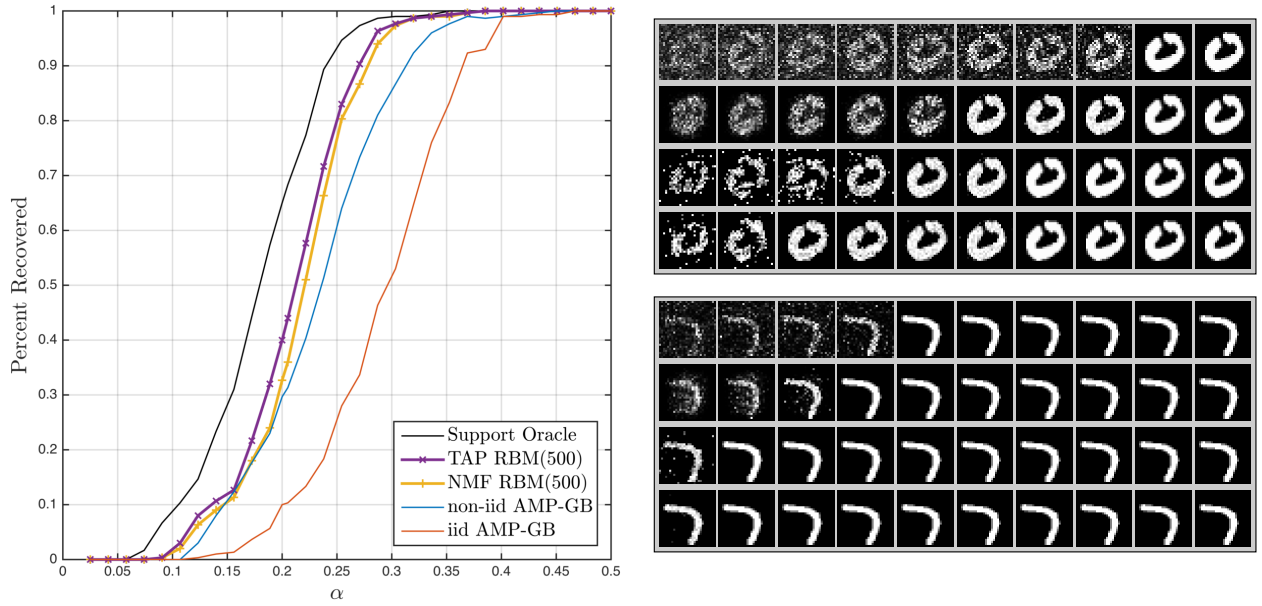 Percent Recovered
1
0.9
0.8
0.7
0.6
0.5
0.4
0.3
0.2
0.1
0
Support Oracle
TAP RBM(500)
NMF RBM(500)
non-iid AMP-GB
iid AMP-GB
0 0.05 0.1 0.15 0.2 0.25 0.3 0.35 0.4 0.45 0.5
α